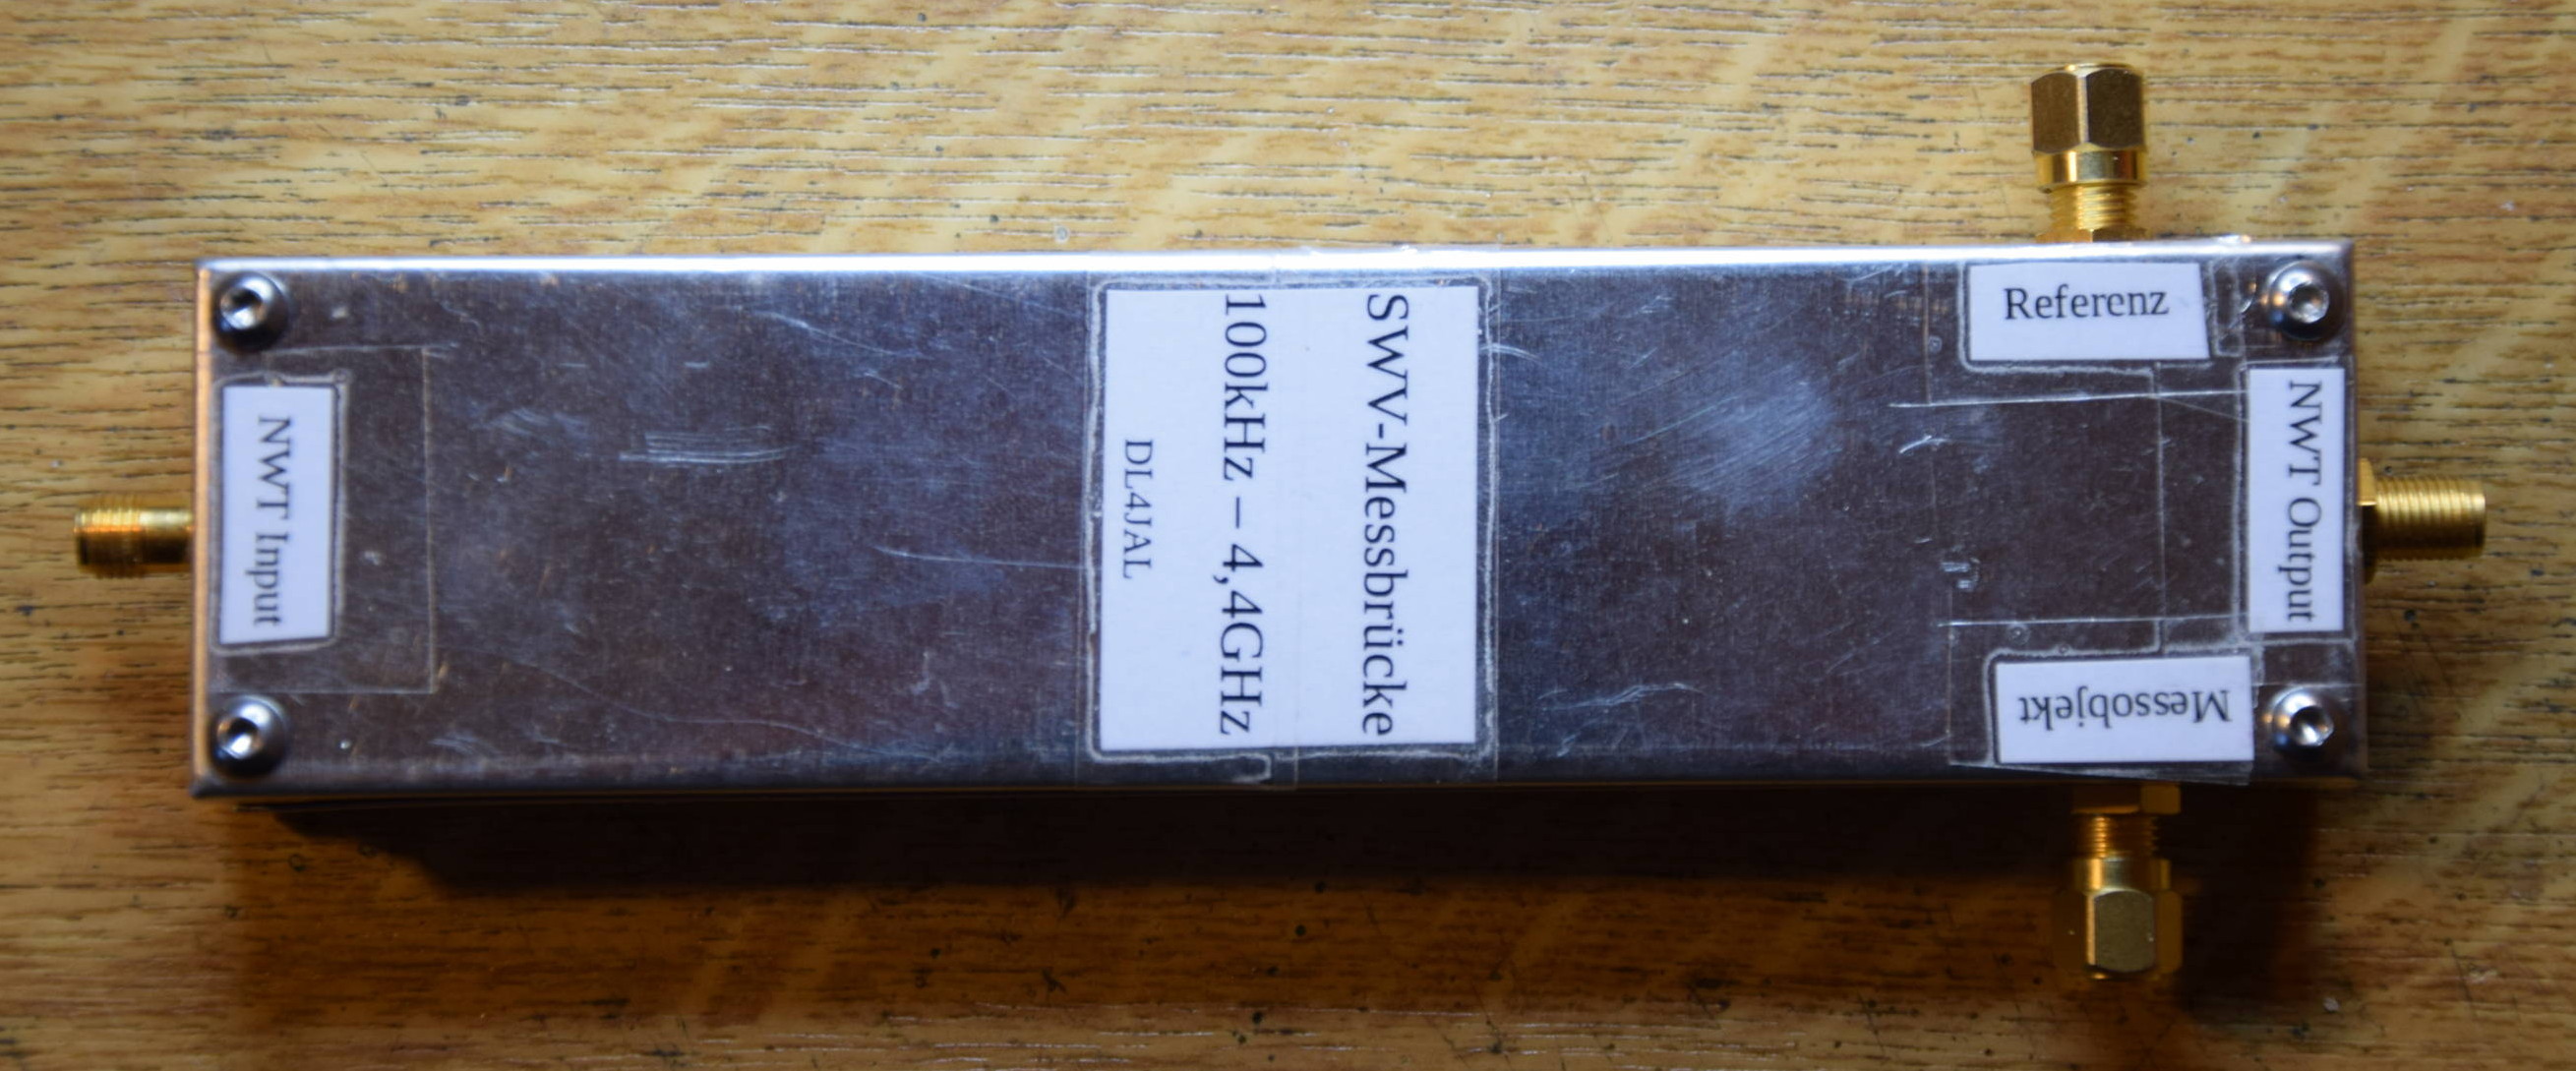 SWV-Messbrücke
100kHz – 4,4GHz
DL4JAL
NWT Input
Referenz
NWT Output
Messobjekt